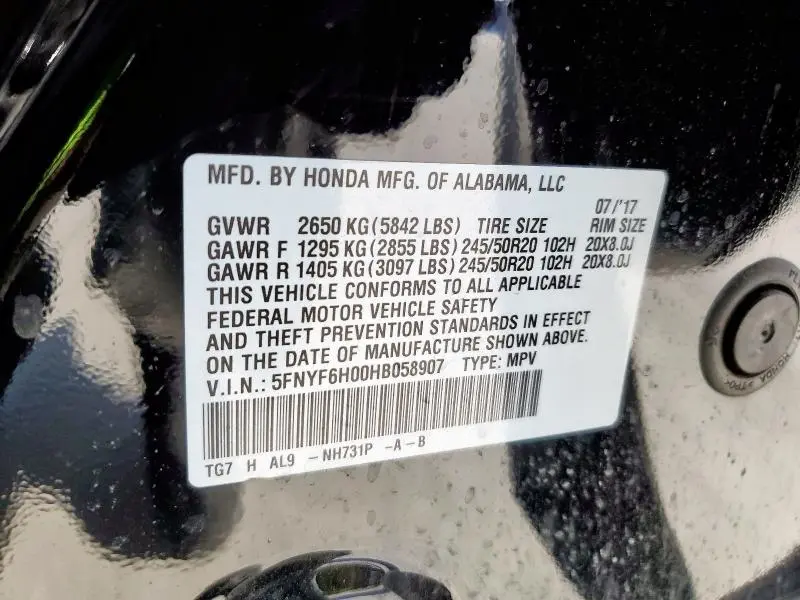 MFD. BY HONDA MFG. OF ALABAMA, LLC
07/'17
GVWR 2650 KG (5842 LBS) TIRE SIZE RIM SIZE
GAWR F 1295 KG (2855 LBS) 245/50R20 102H 20X8.0J
GAWR R 1405 KG (3097 LBS) 245/50R20 102H 20X8.0J
THIS VEHICLE CONFORMS TO ALL APPLICABLE
FEDERAL MOTOR VEHICLE SAFETY
AND THEFT PREVENTION STANDARDS IN EFFECT
ON THE DATE OF MANUFACTURE SHOWN ABOVE.
V.I.N.: 5FNYF6H00HB058907 TYPE: MPV
TG7 H AL9 -NH731P -A-B
HONDA